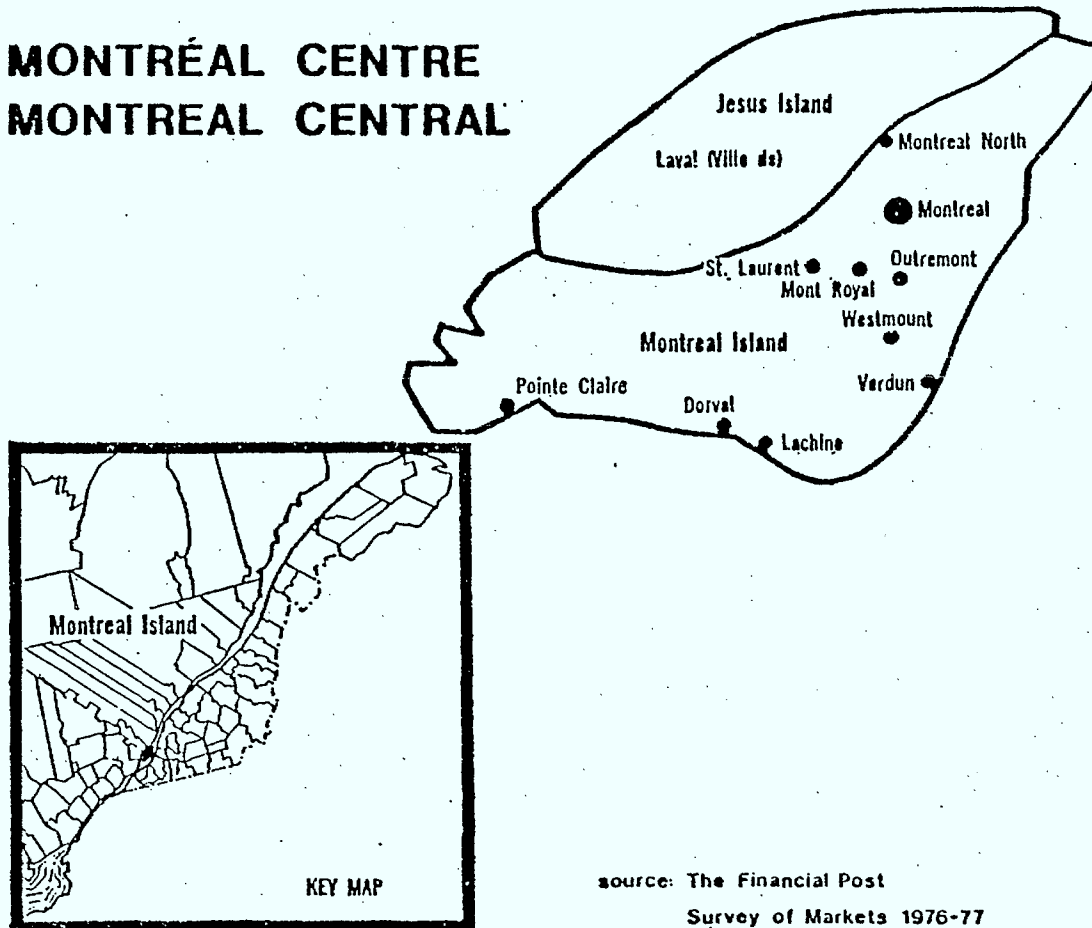 MONTRÉAL CENTRE
MONTREAL CENTRAL
Jesus Island
Laval (Ville de)
Montreal North
Montreal
St. Laurent
Mont Royal
Outremont
Westmount
Montreal Island
Verdun
Pointe Claire
Dorval
Lachine
Montreal Island
KEY MAP
source: The Financial Post
Survey of Markets 1976-77